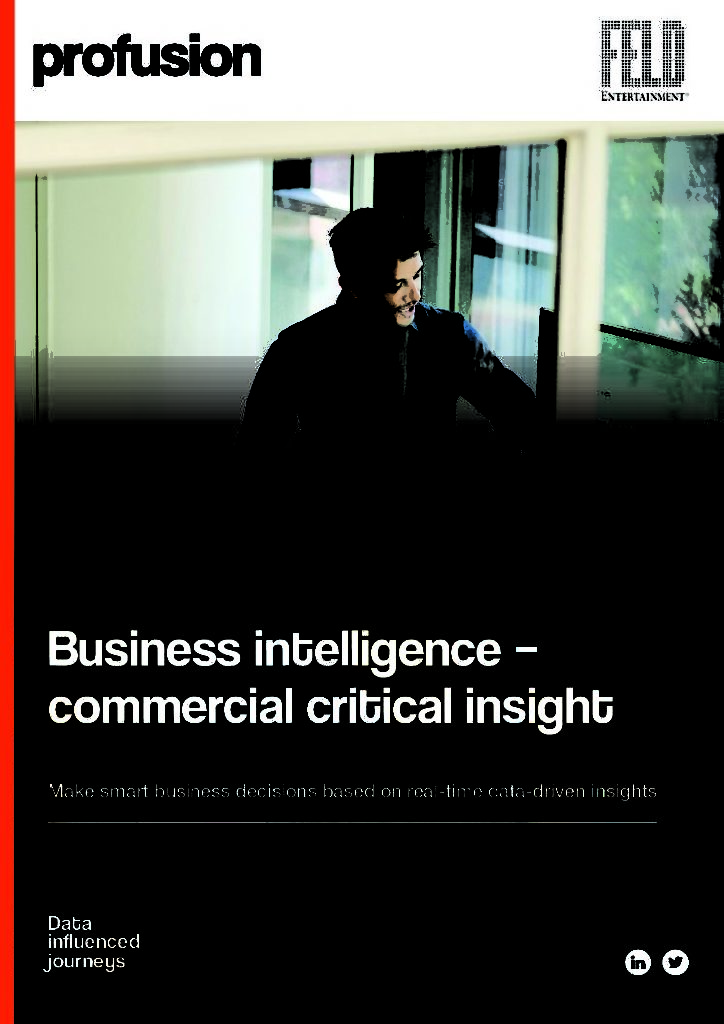 profusion
FELD
ENTERTAINMENT®
Business intelligence –
commercial critical insight
Make smart business decisions based on real-time data-driven insights
Data
influenced
journeys
in